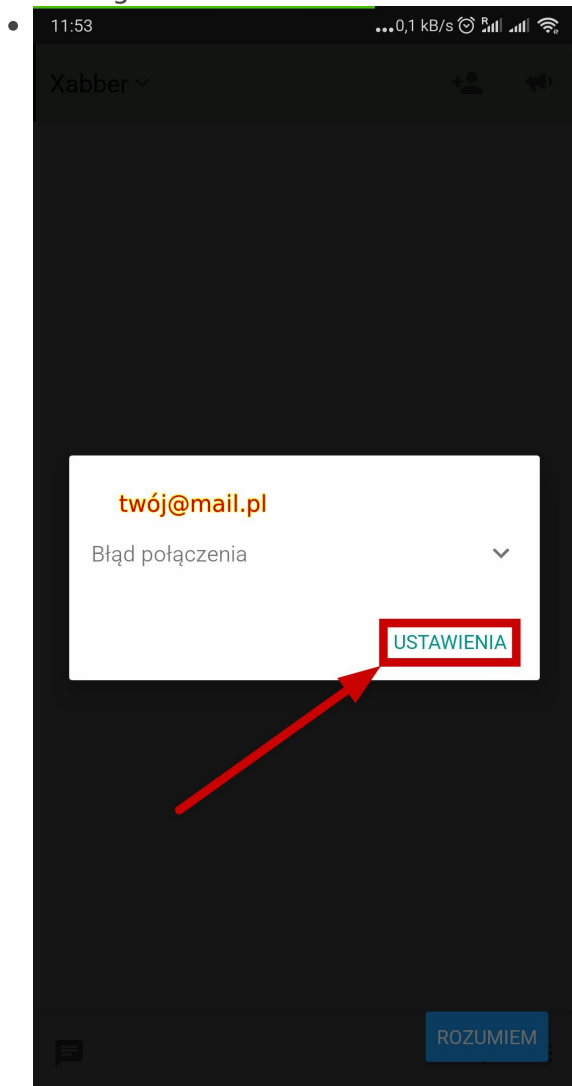 11:53
...0,1 kB/s
R
Xabber
twój@mail.pl
Błąd połączenia
USTAWIENIA
ROZUMIEM